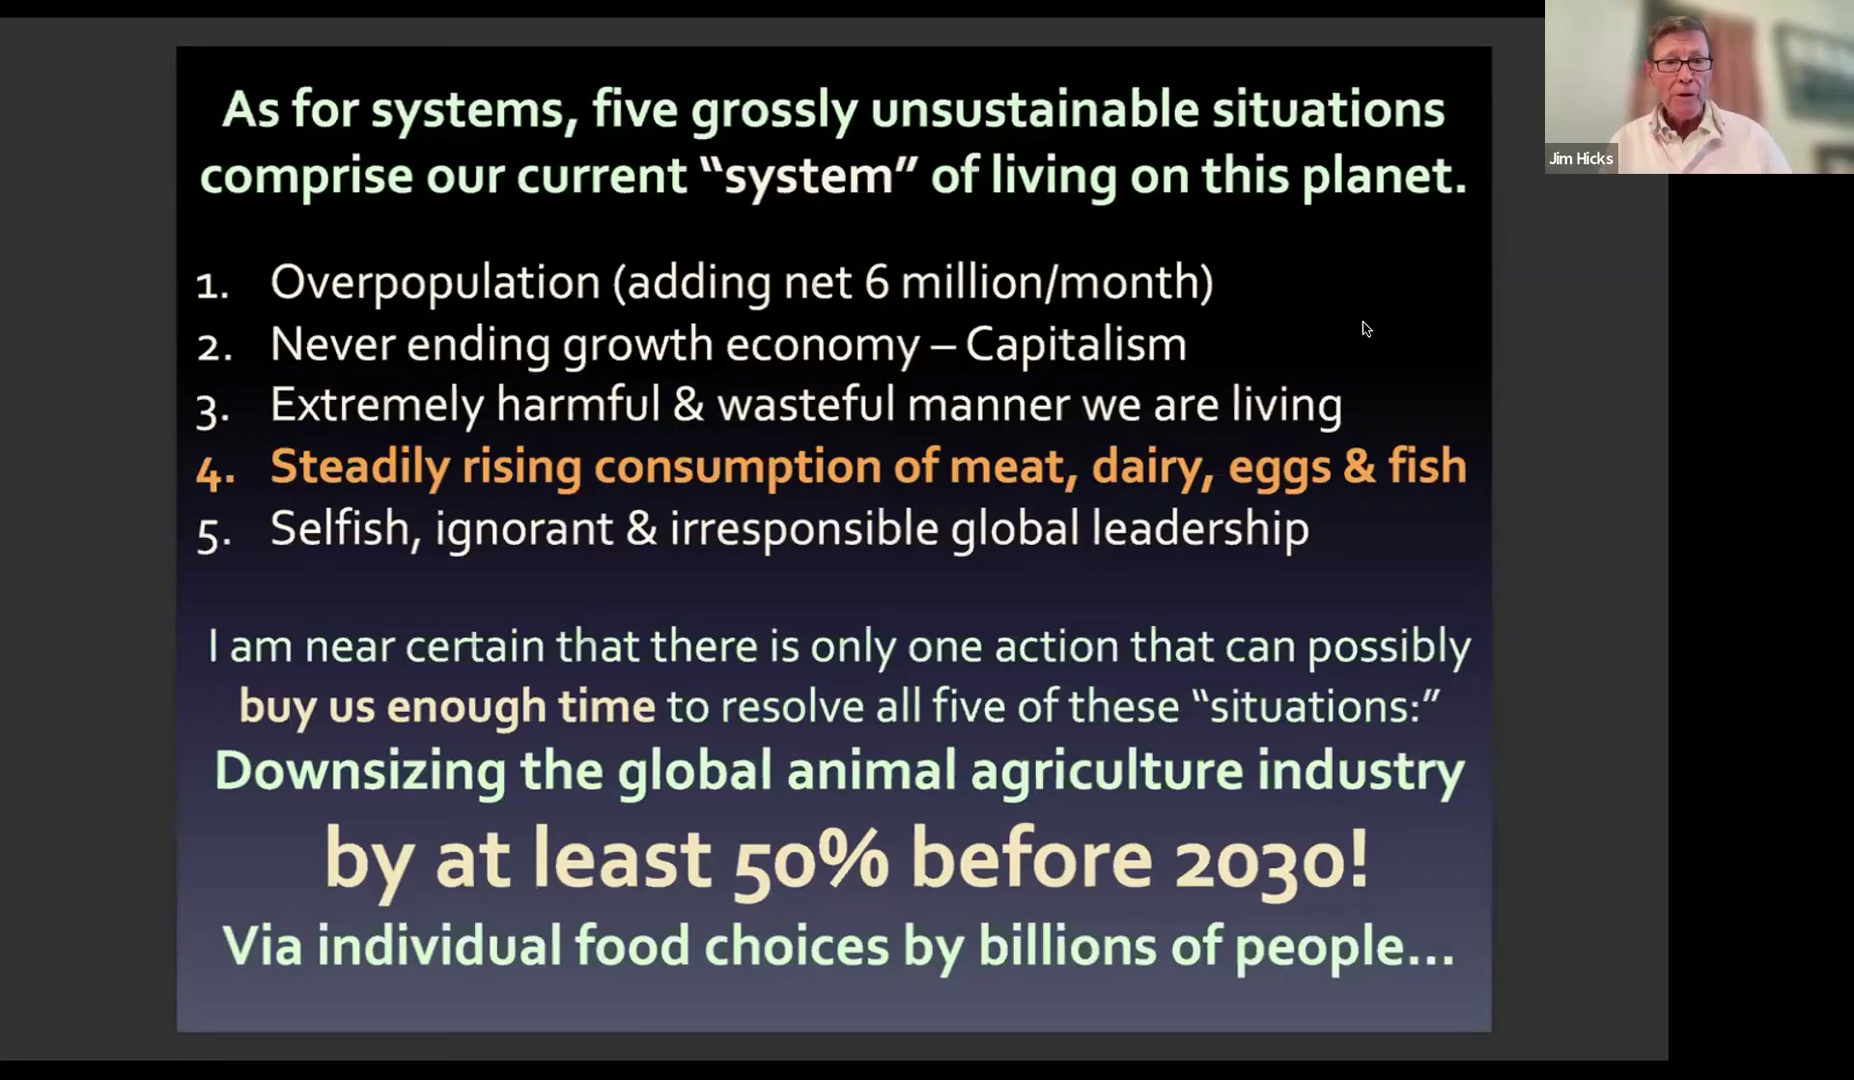 As for systems, five grossly unsustainable situations
comprise our current “system” of living on this planet.
1. Overpopulation (adding net 6 million/month)
2. Never ending growth economy – Capitalism
3. Extremely harmful & wasteful manner we are living
4. Steadily rising consumption of meat, dairy, eggs & fish
5. Selfish, ignorant & irresponsible global leadership
I am near certain that there is only one action that can possibly
buy us enough time to resolve all five of these “situations:”
Downsizing the global animal agriculture industry
by at least 50% before 2030!
Via individual food choices by billions of people...
Jim Hicks